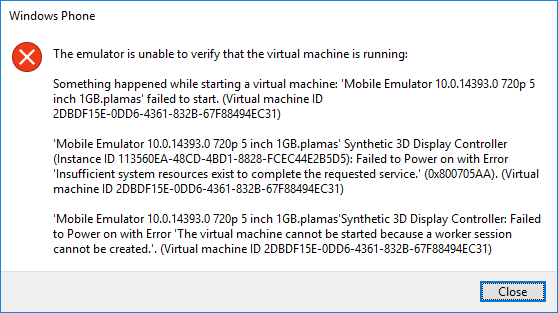 Windows Phone
The emulator is unable to verify that the virtual machine is running:
Something happened while starting a virtual machine: 'Mobile Emulator 10.0.14393.0 720p 5
inch 1GB.plamas' failed to start. (Virtual machine ID
2DBDF15E-0DD6-4361-832B-67F88494EC31)
'Mobile Emulator 10.0.14393.0 720p 5 inch 1GB.plamas' Synthetic 3D Display Controller
(Instance ID 113560EA-48CD-4BD1-8828-FCEC44E2B5D5): Failed to Power on with Error
'Insufficient system resources exist to complete the requested service.' (0x800705AA). (Virtual
machine ID 2DBDF15E-0DD6-4361-832B-67F88494EC31)
'Mobile Emulator 10.0.14393.0 720p 5 inch 1GB.plamas'Synthetic 3D Display Controller: Failed
to Power on with Error 'The virtual machine cannot be started because a worker session
cannot be created.'. (Virtual machine ID 2DBDF15E-0DD6-4361-832B-67F88494EC31)
Close